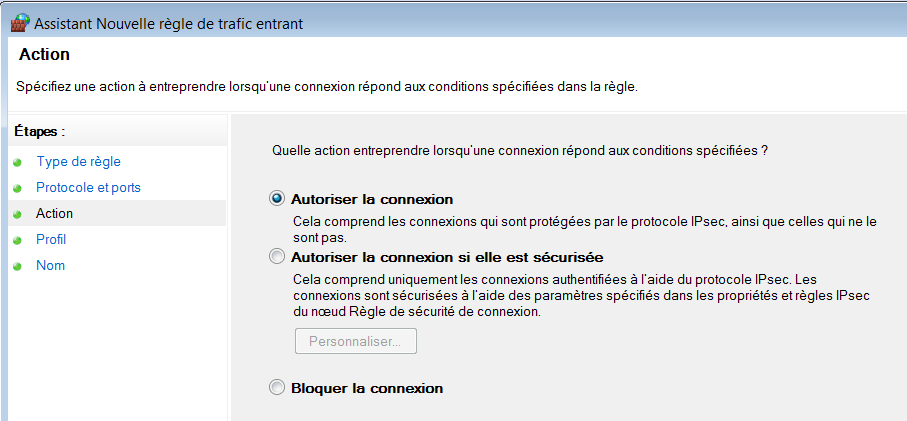 Assistant Nouvelle règle de trafic entrant
Action
Spécifiez une action à entreprendre lorsqu'une connexion répond aux conditions spécifiées dans la règle.
Étapes :
Type de règle
Protocole et ports
Action
Profil
Nom
Quelle action entreprendre lorsqu'une connexion répond aux conditions spécifiées ?
Autoriser la connexion
Cela comprend les connexions qui sont protégées par le protocole IPsec, ainsi que celles qui ne le
sont pas.
Autoriser la connexion si elle est sécurisée
Cela comprend uniquement les connexions authentifiées à l'aide du protocole IPsec. Les
connexions sont sécurisées à l'aide des paramètres spécifiés dans les propriétés et règles IPsec
du nœud Règle de sécurité de connexion.
Personnaliser...
Bloquer la connexion